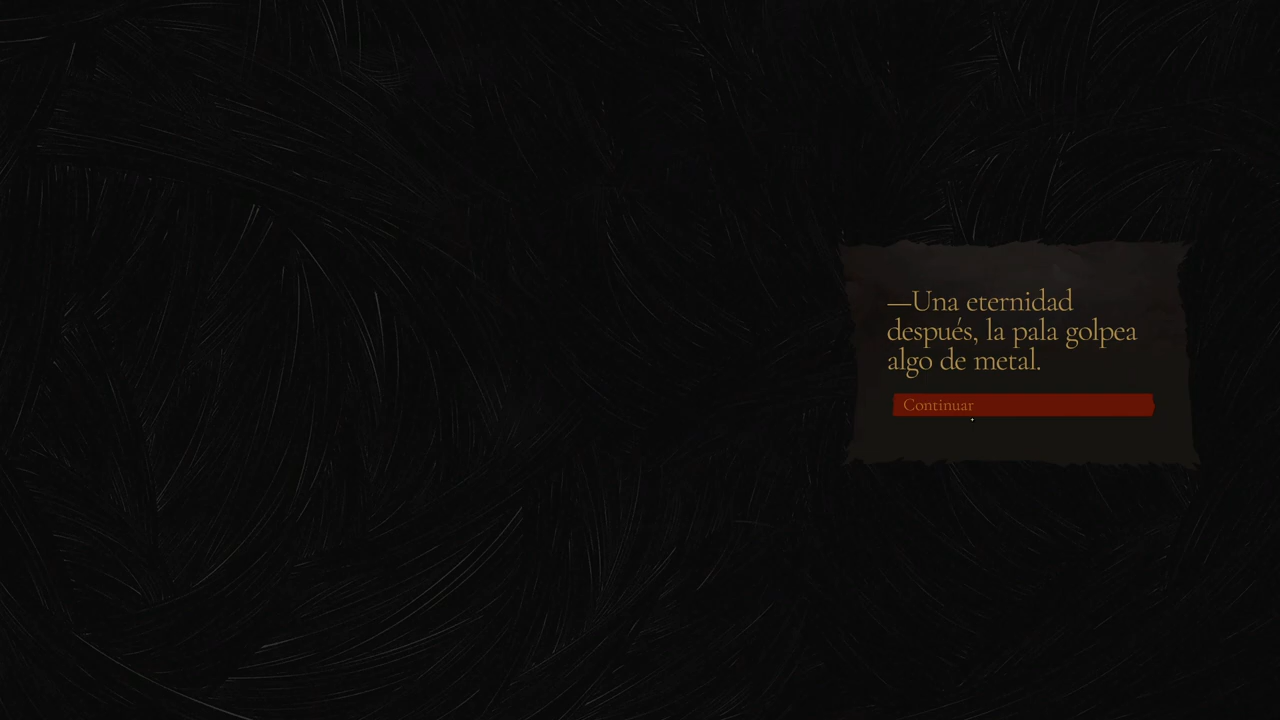 —Una eternidad
después, la pala golpea
algo de metal.
Continuar